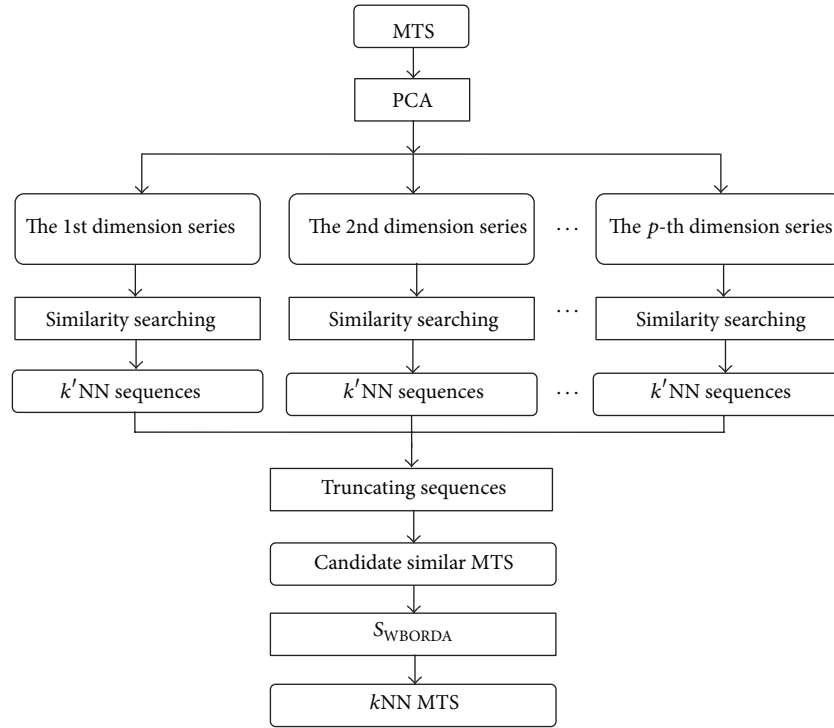 MTS
PCA
The 1st dimension series
The 2nd dimension series
...
The p-th dimension series
Similarity searching
Similarity searching
...
Similarity searching
k′NN sequences
k′NN sequences
...
k′NN sequences
Truncating sequences
Candidate similar MTS
S_WBORDA
kNN MTS